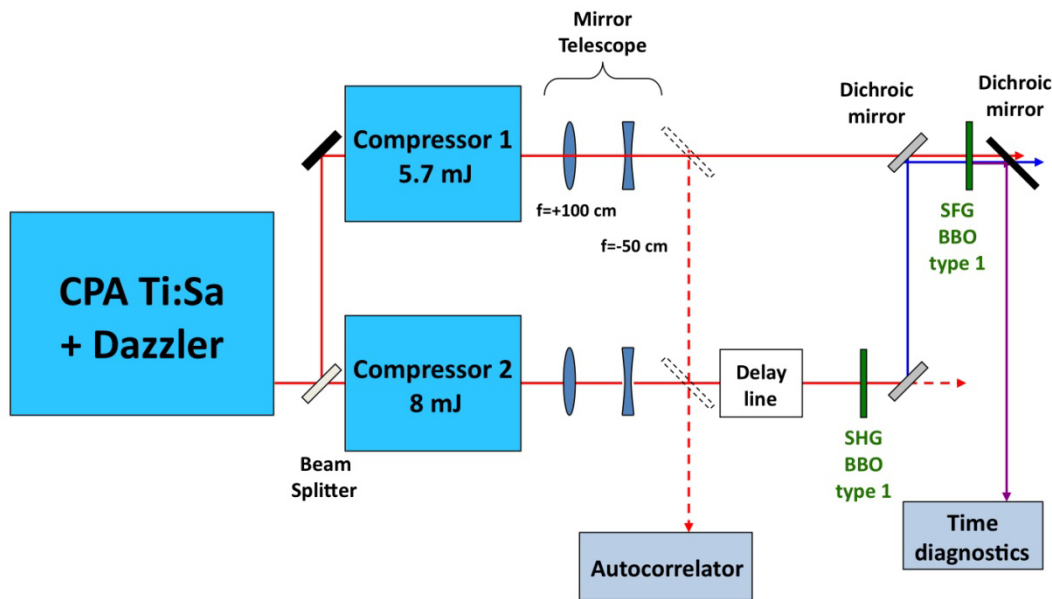 Mirror
Telescope
Dichroic
mirror
Dichroic
mirror
Compressor 1
5.7 mJ
f=+100 cm
f=-50 cm
SFG
BBO
type 1
CPA Ti:Sa
+ Dazzler
Compressor 2
8 mJ
Delay
line
Beam
Splitter
SHG
BBO
type 1
Time
diagnostics
Autocorrelator